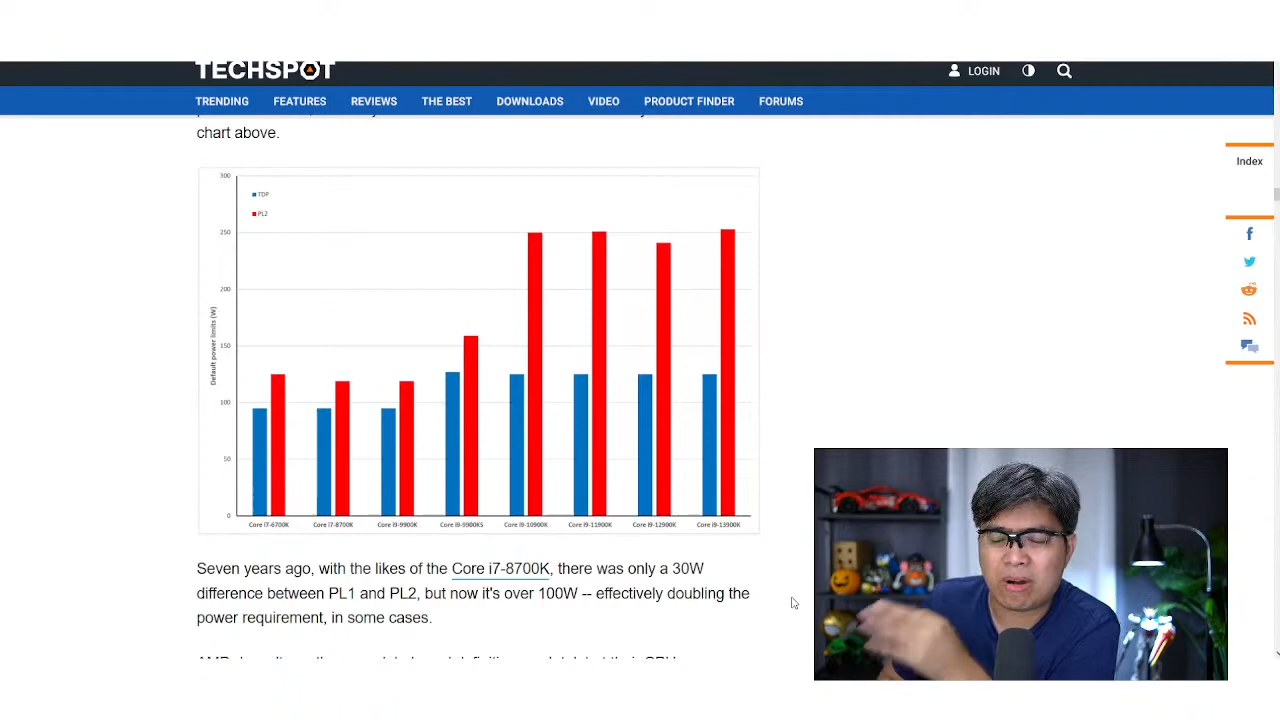 TECHSPOT
LOGIN
TRENDING FEATURES REVIEWS THE BEST DOWNLOADS VIDEO PRODUCT FINDER FORUMS
chart above.
Index
300
TDP
PL2
250
200
150
100
50
0
Default power limits (W)
Core i7-6700K Core i7-8700K Core i9-9900K Core i9-9900KS Core i9-10900K Core i9-11900K Core i9-12900K Core i9-13900K
Seven years ago, with the likes of the Core i7-8700K, there was only a 30W
difference between PL1 and PL2, but now it's over 100W -- effectively doubling the
power requirement, in some cases.